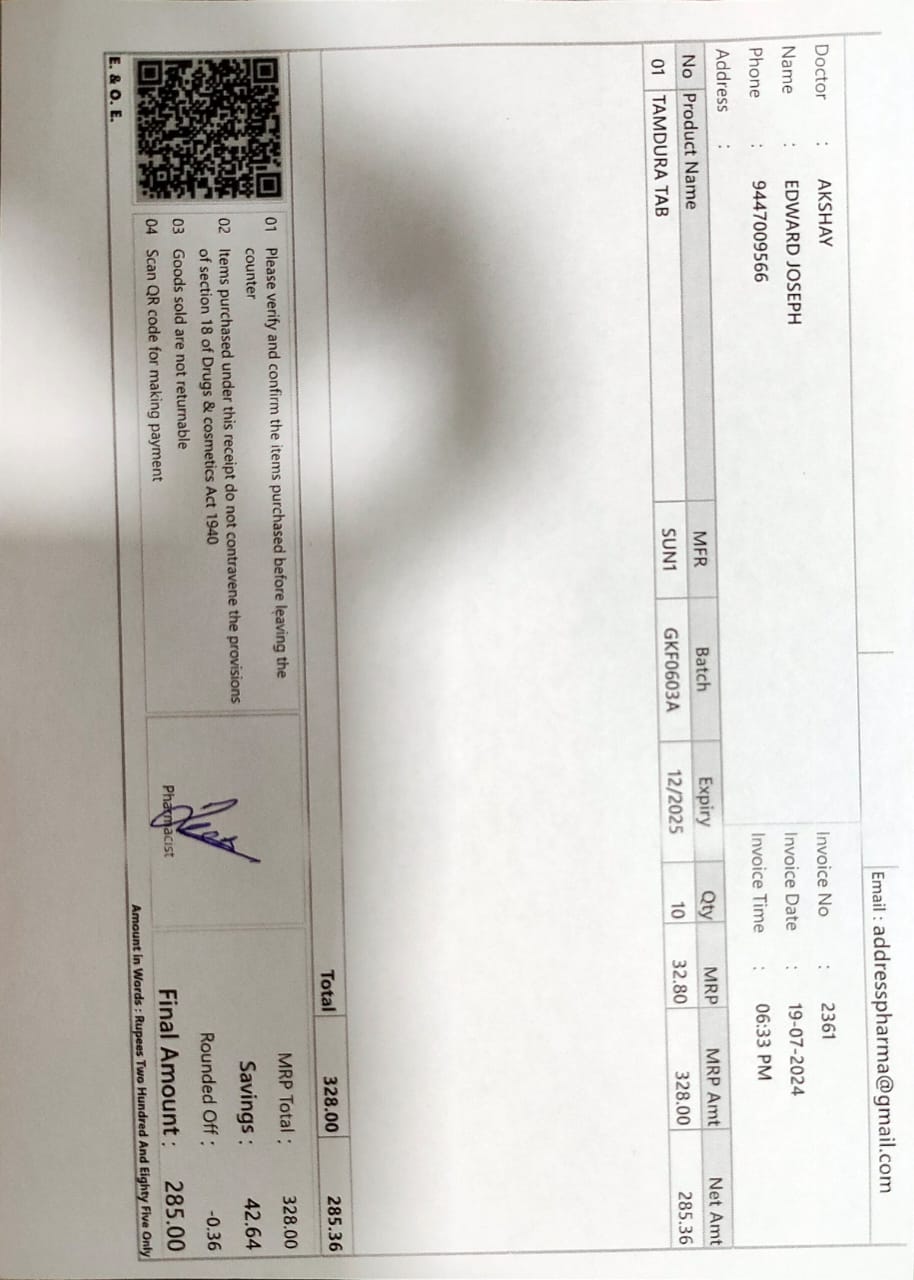 Email : addresspharma@gmail.com
Doctor : AKSHAY
Name : EDWARD JOSEPH
Phone : 9447009566
Address :
Invoice No : 2361
Invoice Date : 19-07-2024
Invoice Time : 06:33 PM
No Product Name MFR Batch Expiry Qty MRP MRP Amt Net Amt
01 TAMDURA TAB SUN1 GKF0603A 12/2025 10 32.80 328.00 285.36
Total 328.00 285.36
01 Please verify and confirm the items purchased before leaving the
counter
02 Items purchased under this receipt do not contravene the provisions
of section 18 of Drugs & cosmetics Act 1940
03 Goods sold are not returnable
04 Scan QR code for making payment
Pharmacist
MRP Total : 328.00
Savings : 42.64
Rounded Off : -0.36
Final Amount : 285.00
Amount in Words : Rupees Two Hundred And Eighty Five Only
E. & O. E.